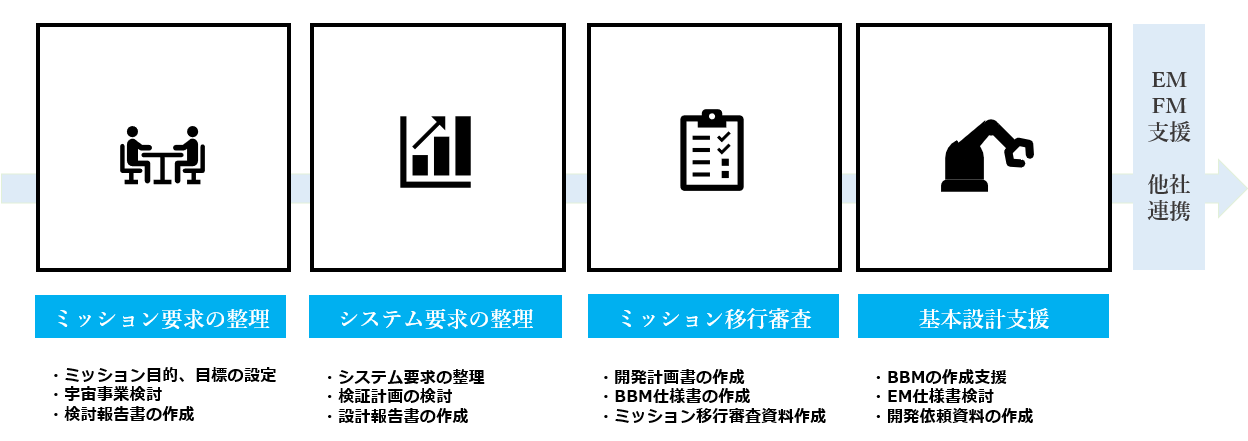 ミッション要求の整理
・ミッション目的、目標の設定
・宇宙事業検討
・検討報告書の作成
システム要求の整理
・システム要求の整理
・検証計画の検討
・設計報告書の作成
ミッション移行審査
・開発計画書の作成
・BBM仕様書の作成
・ミッション移行審査資料作成
基本設計支援
・BBMの作成支援
・EM仕様書検討
・開発依頼資料の作成
EM
FM
支援
他社
連携